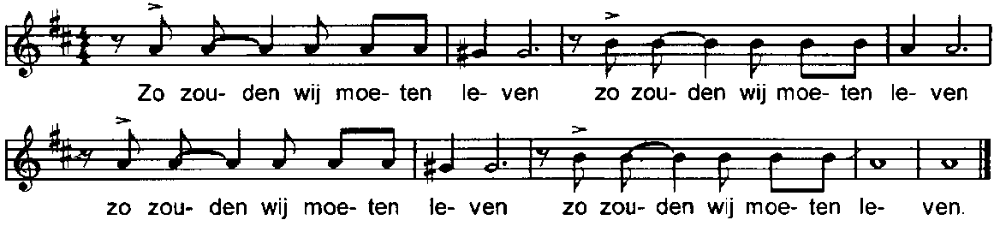 Zo zou- den wij moe- ten le- ven zo zou- den wij moe- ten le- ven
zo zou- den wij moe- ten le- ven zo zou- den wij moe- ten le- ven.